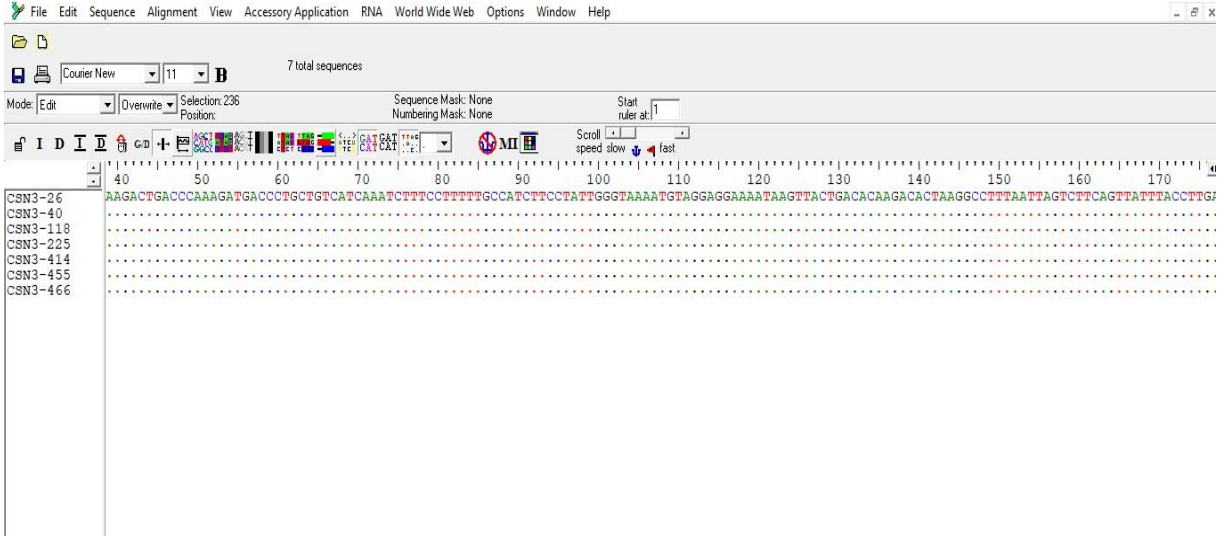 File Edit Sequence Alignment View Accessory Application RNA World Wide Web Options Window Help
Courier New 11 B 7 total sequences
Mode: Edit Overwrite Selection: 236 Sequence Mask: None Start
Position: Numbering Mask: None ruler at: 1
I D I D G/D MI Scroll
speed slow fast
40 50 60 70 80 90 100 110 120 130 140 150 160 170
CSN3-26 AAGACTGACCCAAAGATGACCCTGCTGTCATCAAATCTTTCCTTTTTGCCATCTTCCTATTGGGTAAAATGTAGGAGGAAAATAAGTTACTGACACAAGACACTAAGGCCTTTAATTAGTCTTCAGTTATTTACCTTGA
CSN3-40
CSN3-118
CSN3-225
CSN3-414
CSN3-455
CSN3-466